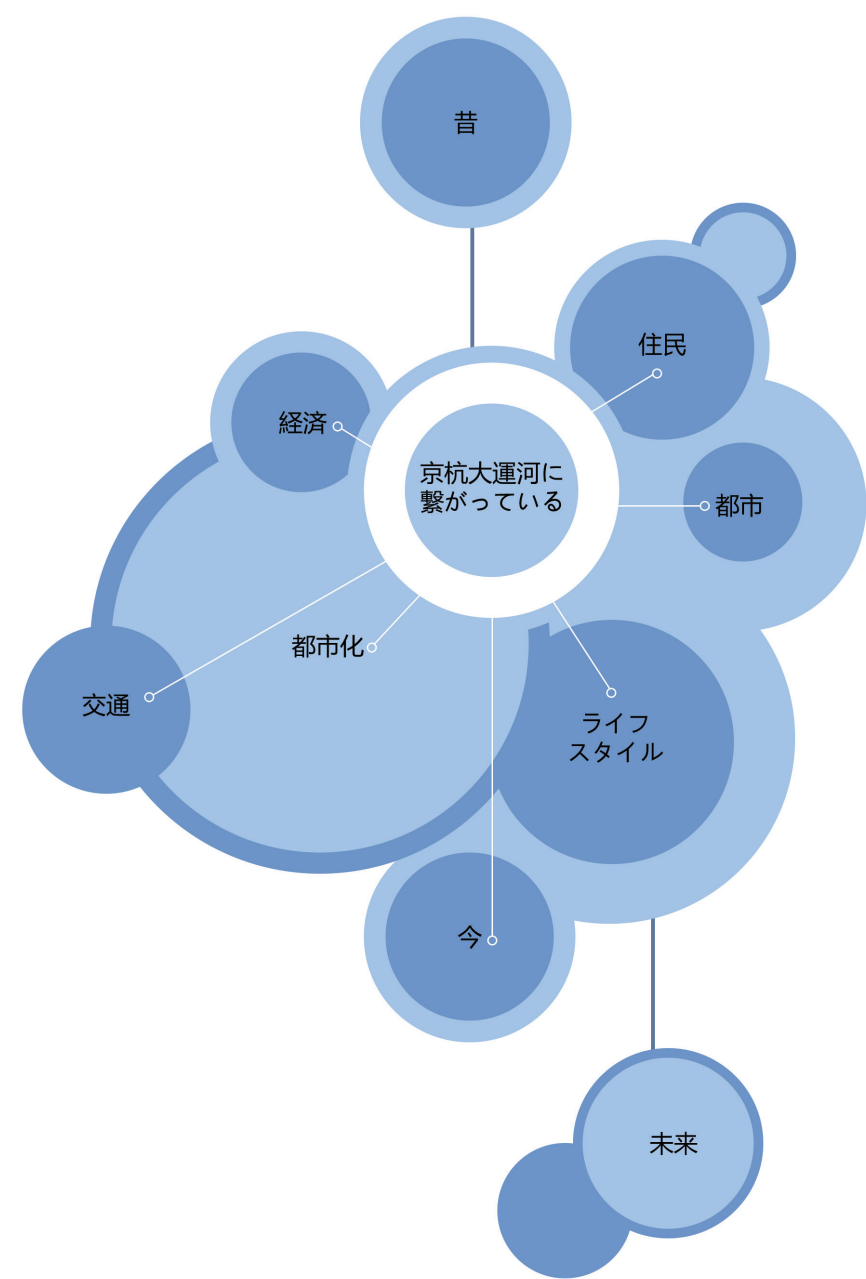 昔
住民
経済
京杭大運河に
繋がっている
都市
都市化
交通
ライフ
スタイル
今
未来